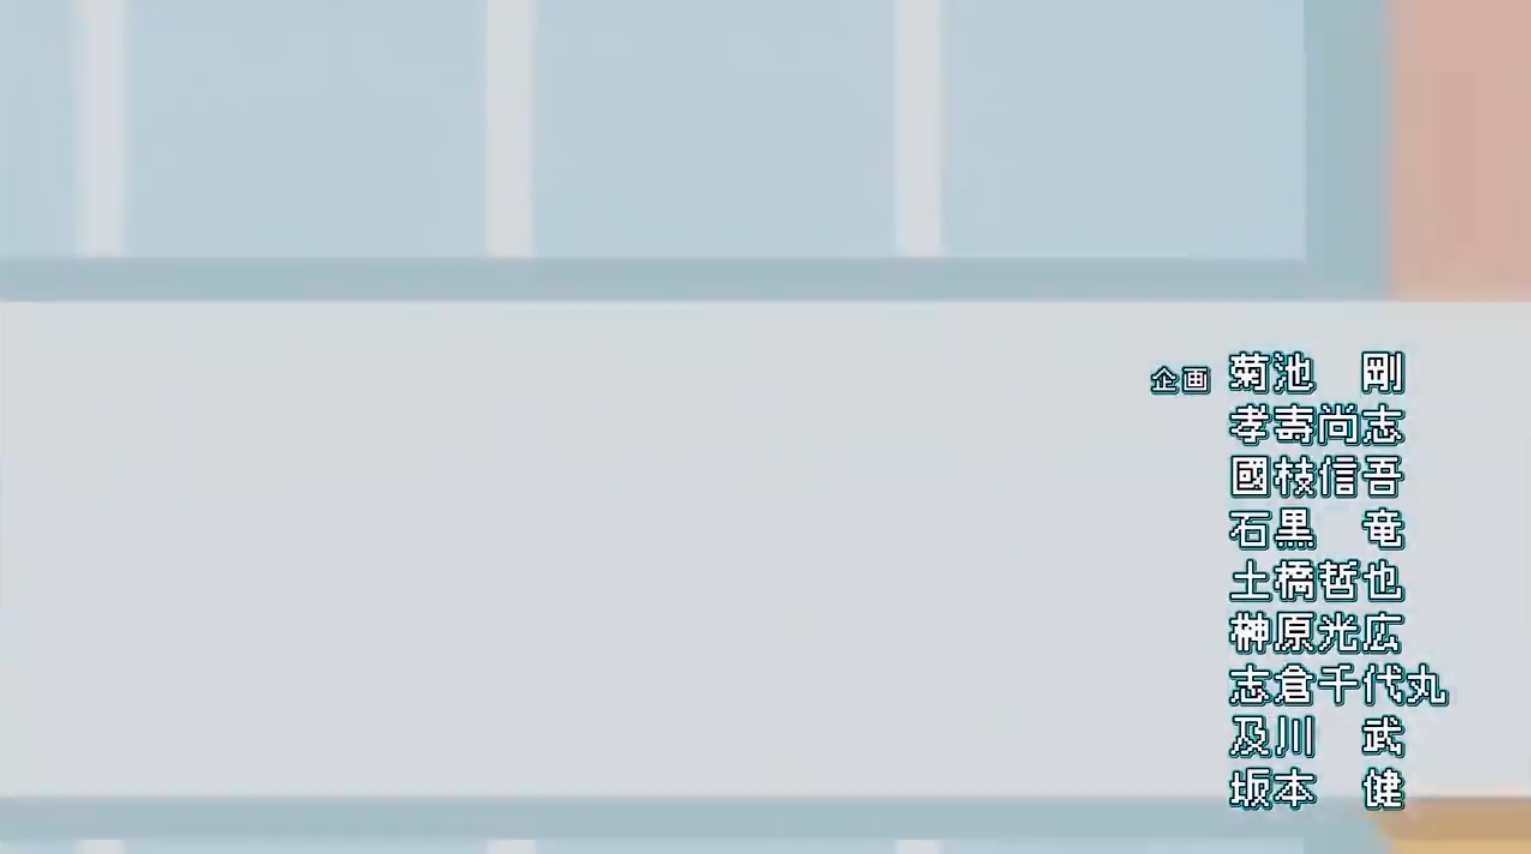 企画 菊池　剛
孝壽尚志
國枝信吾
石黒　竜
土橋哲也
榊原光広
志倉千代丸
及川　武
坂本　健